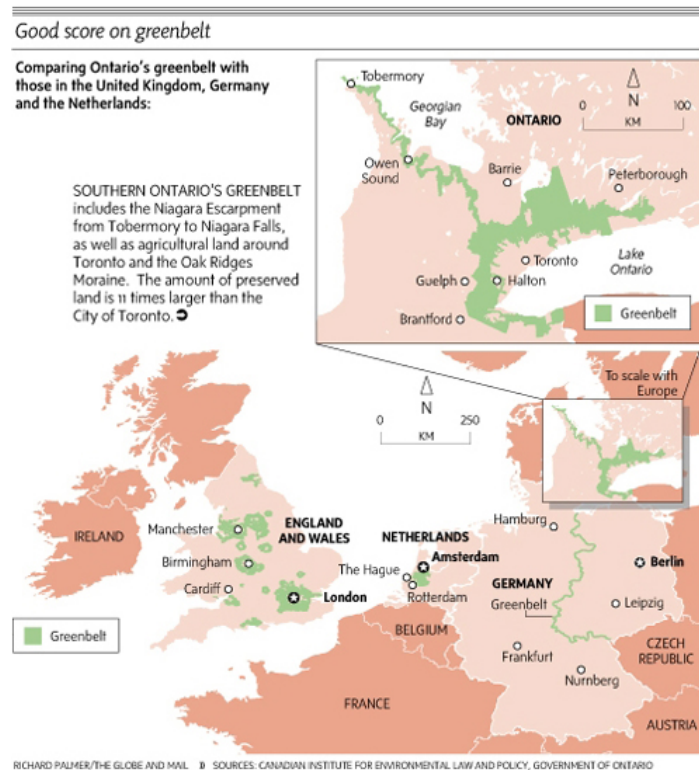 Good score on greenbelt
Comparing Ontario's greenbelt with
those in the United Kingdom, Germany
and the Netherlands:
SOUTHERN ONTARIO'S GREENBELT
includes the Niagara Escarpment
from Tobermory to Niagara Falls,
as well as agricultural land around
Toronto and the Oak Ridges
Moraine. The amount of preserved
land is 11 times larger than the
City of Toronto.
Tobermory
Georgian
Bay
ONTARIO
N
0 100
KM
Owen
Sound
Barrie
Peterborough
Toronto
Lake
Ontario
Guelph
Halton
Brantford
Greenbelt
To scale with
Europe
N
0 250
KM
IRELAND
Manchester
ENGLAND
AND WALES
Birmingham
Cardiff
London
NETHERLANDS
Amsterdam
The Hague
Rotterdam
Hamburg
GERMANY
Greenbelt
Berlin
Leipzig
BELGIUM
Frankfurt
Nurnberg
CZECH
REPUBLIC
FRANCE
AUSTRIA
Greenbelt
RICHARD PALMER/THE GLOBE AND MAIL » SOURCES: CANADIAN INSTITUTE FOR ENVIRONMENTAL LAW AND POLICY, GOVERNMENT OF ONTARIO